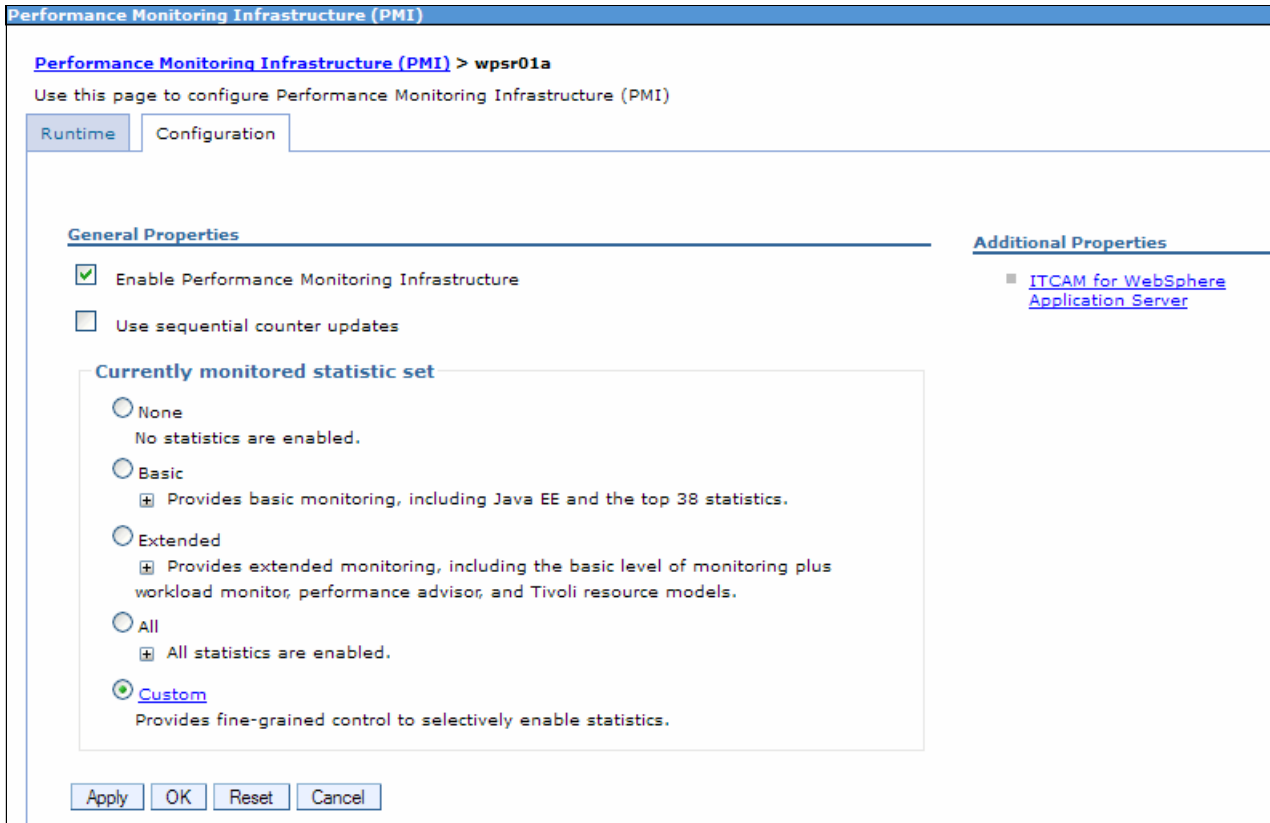 Performance Monitoring Infrastructure (PMI)
Performance Monitoring Infrastructure (PMI) > wpsr01a
Use this page to configure Performance Monitoring Infrastructure (PMI)
Runtime
Configuration
General Properties
Enable Performance Monitoring Infrastructure
Use sequential counter updates
Currently monitored statistic set
None
No statistics are enabled.
Basic
Provides basic monitoring, including Java EE and the top 38 statistics.
Extended
Provides extended monitoring, including the basic level of monitoring plus
workload monitor, performance advisor, and Tivoli resource models.
All
All statistics are enabled.
Custom
Provides fine-grained control to selectively enable statistics.
Apply
OK
Reset
Cancel
Additional Properties
ITCAM for WebSphere
Application Server